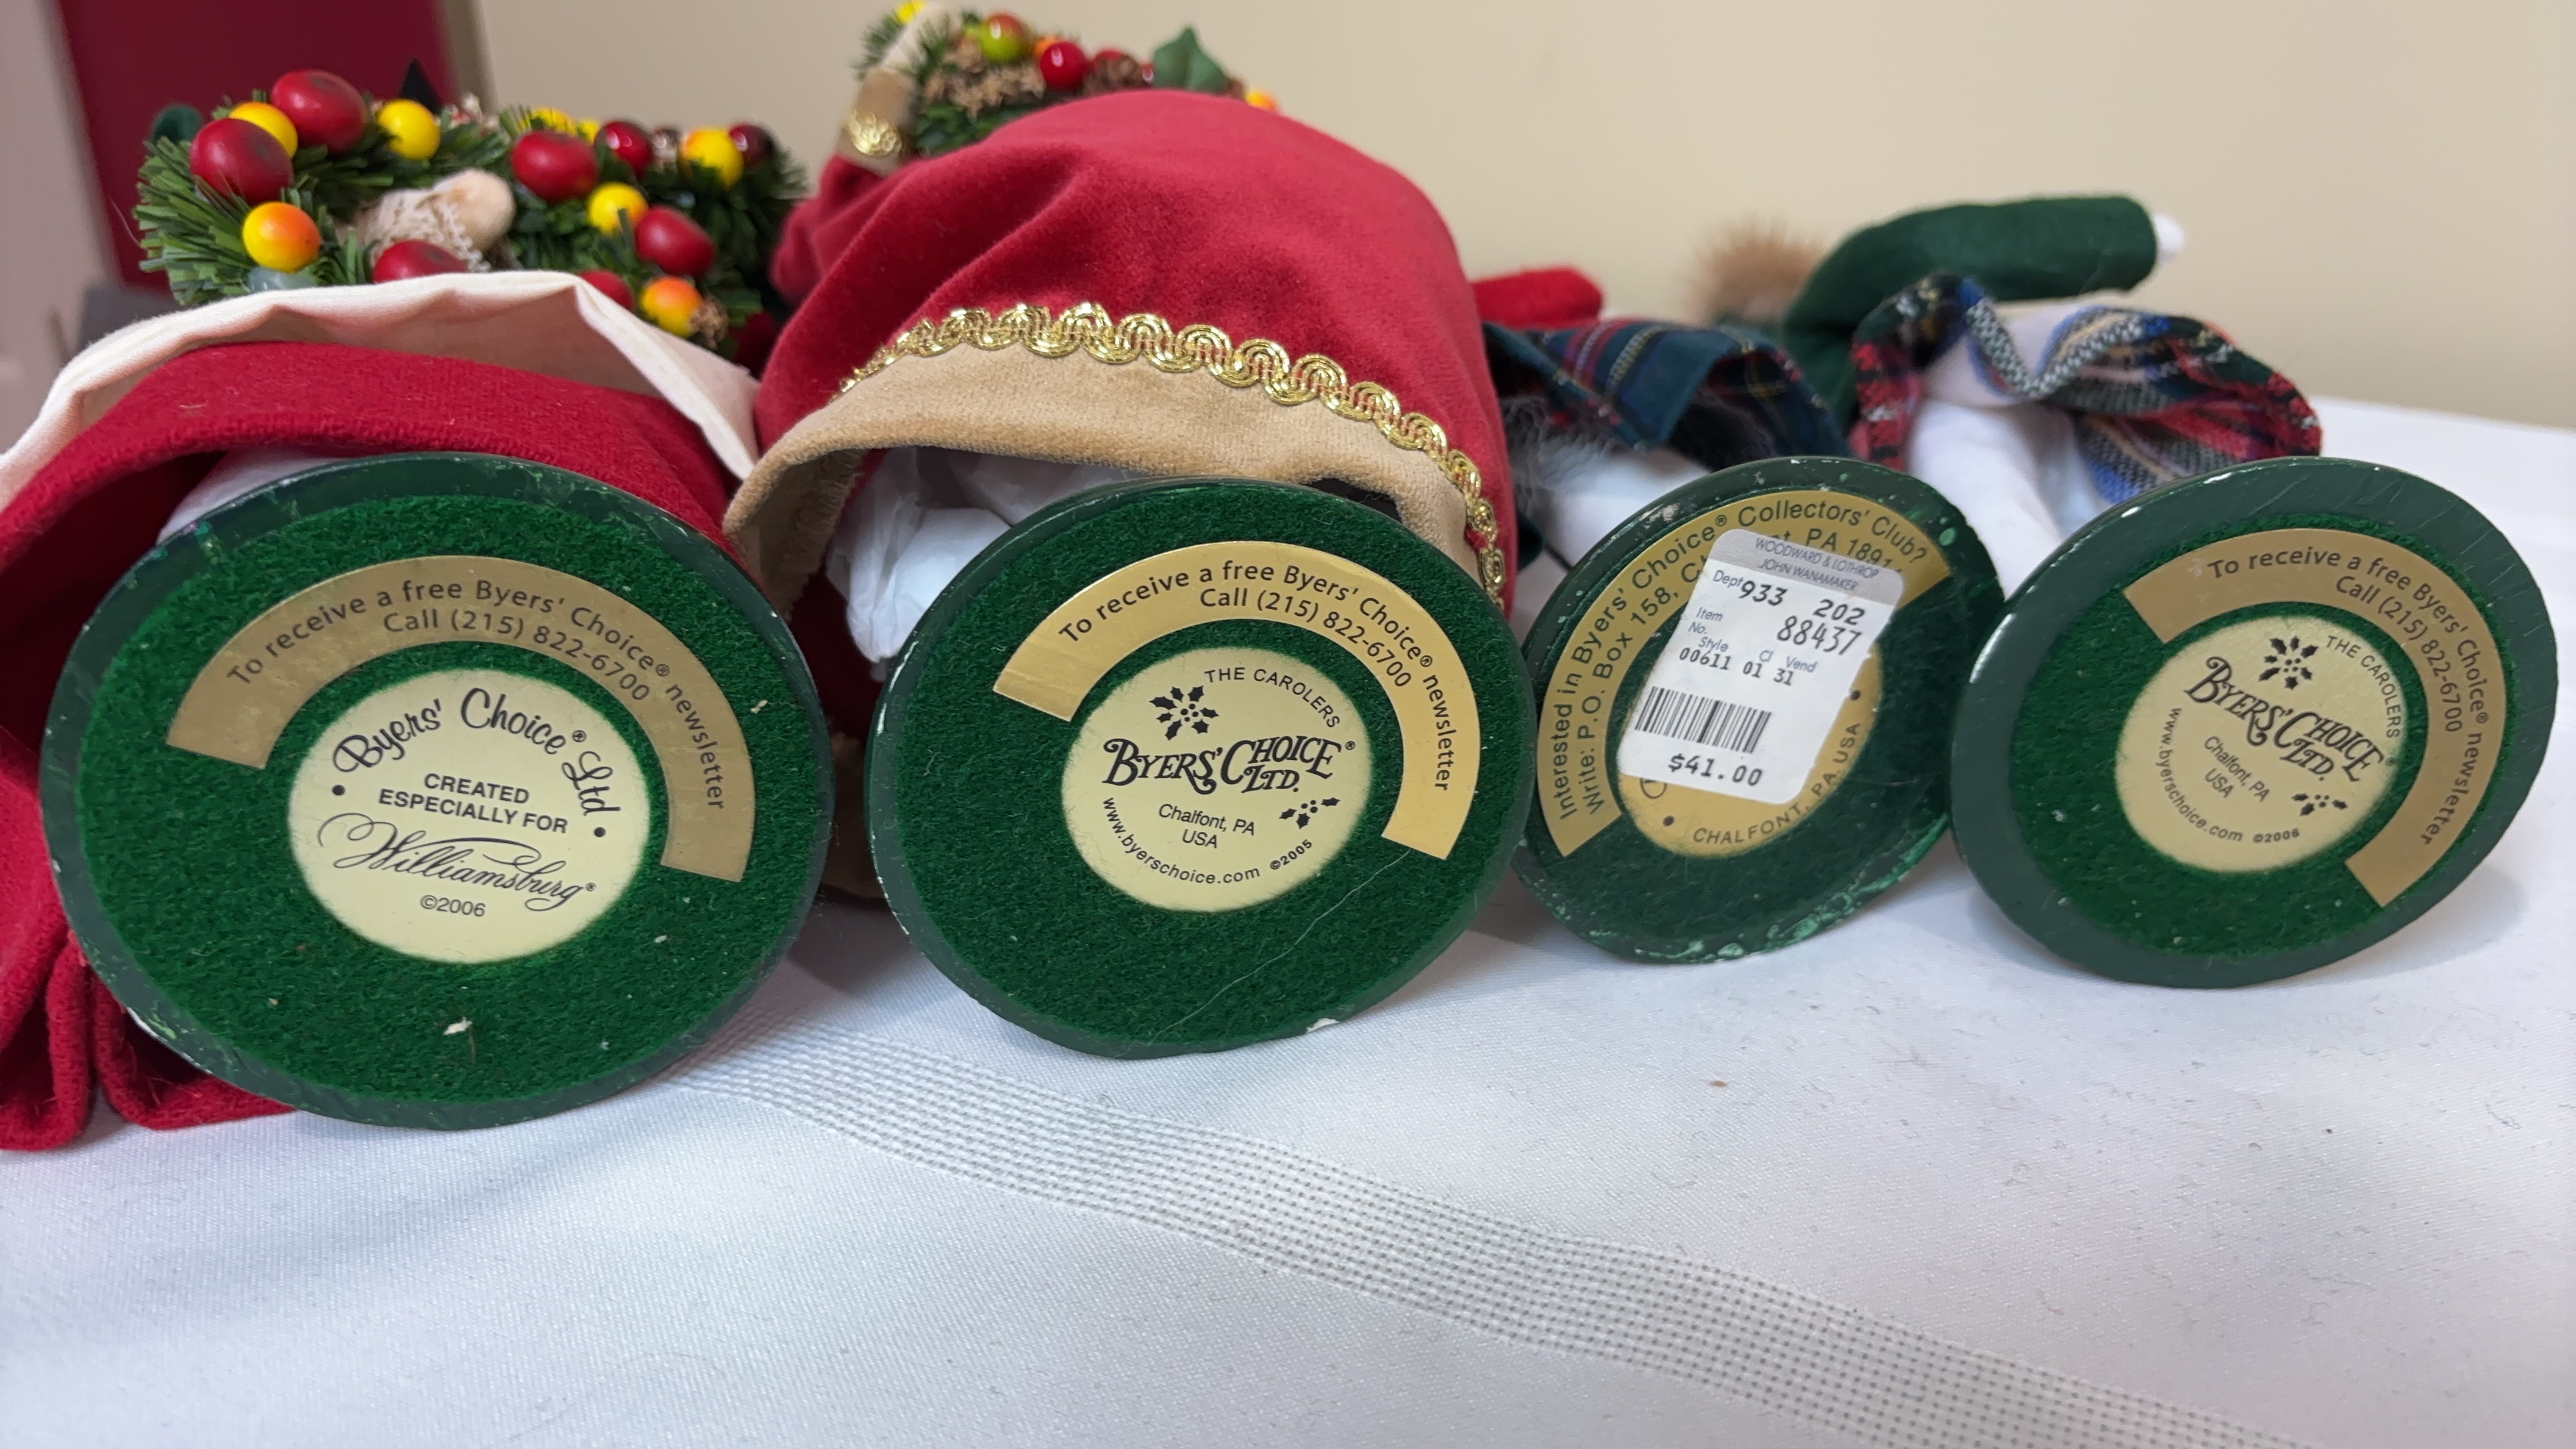 To receive a free Byers' Choice® newsletter
Call (215) 822-6700
Byers' Choice® Ltd
CREATED
ESPECIALLY FOR
Williamsburg®
©2006
To receive a free Byers' Choice® newsletter
Call (215) 822-6700
THE CAROLERS
BYERS' CHOICE®
LTD.
Chalfont, PA
USA
www.byerschoice.com ©2005
Interested in Byers' Choice® Collectors' Club?
Write: P.O. Box 158, PA
WOODWARD & LOTHROP
JOHN WANAMAKER
Dept 933 202
Item
No. 88437
Style Cl Vend
00611 01 31
$41.00
CHALFONT, PA USA
To receive a free Byers' Choice® newsletter
Call (215) 822-6700
THE CAROLERS
BYERS' CHOICE®
LTD.
Chalfont, PA
USA
www.byerschoice.com ©2006